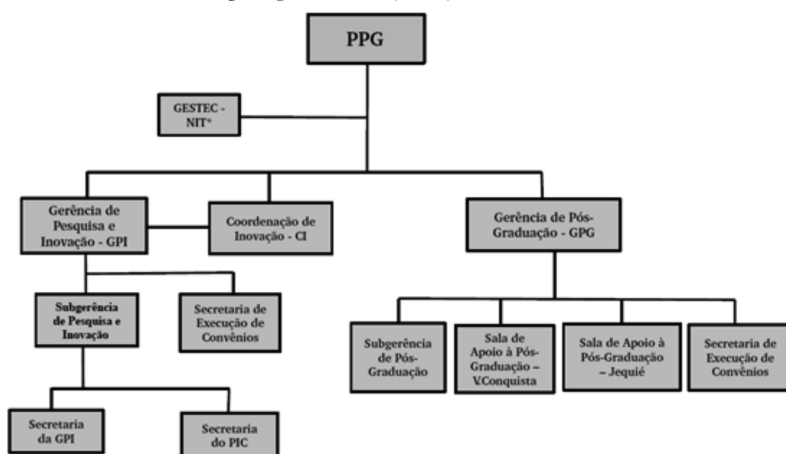 PPG
GESTEC -
NIT*
Gerência de
Pesquisa e
Inovação - GPI
Coordenação de
Inovação - CI
Gerência de Pós-
Graduação - GPG
Subgerência
de Pesquisa e
Inovação
Secretaria de
Execução de
Convênios
Subgerência
de Pós-
Graduação
Sala de
Apoio à Pós-
Graduação –
V.Conquista
Sala de Apoio à
Pós-Graduação
– Jequié
Secretaria de
Execução de
Convênios
Secretaria
da GPI
Secretaria
do PIC